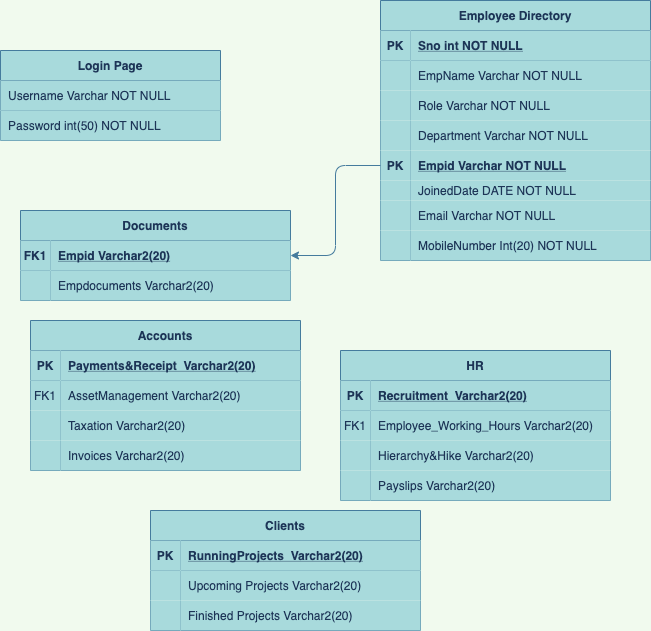 Employee Directory
PK Sno int NOT NULL
EmpName Varchar NOT NULL
Role Varchar NOT NULL
Department Varchar NOT NULL
PK Empid Varchar NOT NULL
JoinedDate DATE NOT NULL
Email Varchar NOT NULL
MobileNumber Int(20) NOT NULL
Login Page
Username Varchar NOT NULL
Password int(50) NOT NULL
Documents
FK1 Empid Varchar2(20)
Empdocuments Varchar2(20)
Accounts
PK Payments&Receipt Varchar2(20)
FK1 AssetManagement Varchar2(20)
Taxation Varchar2(20)
Invoices Varchar2(20)
HR
PK Recruitment Varchar2(20)
FK1 Employee_Working_Hours Varchar2(20)
Hierarchy&Hike Varchar2(20)
Payslips Varchar2(20)
Clients
PK RunningProjects Varchar2(20)
Upcoming Projects Varchar2(20)
Finished Projects Varchar2(20)